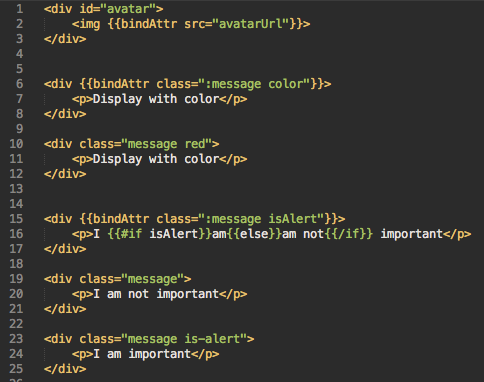 1 <div id="avatar">
2     <img {{bindAttr src="avatarUrl"}}>
3 </div>
4
5
6 <div {{bindAttr class=":message color"}}>
7     <p>Display with color</p>
8 </div>
9
10 <div class="message red">
11     <p>Display with color</p>
12 </div>
13
14
15 <div {{bindAttr class=":message isAlert"}}>
16     <p>I {{#if isAlert}}am{{else}}am not{{/if}} important</p>
17 </div>
18
19 <div class="message">
20     <p>I am not important</p>
21 </div>
22
23 <div class="message is-alert">
24     <p>I am important</p>
25 </div>